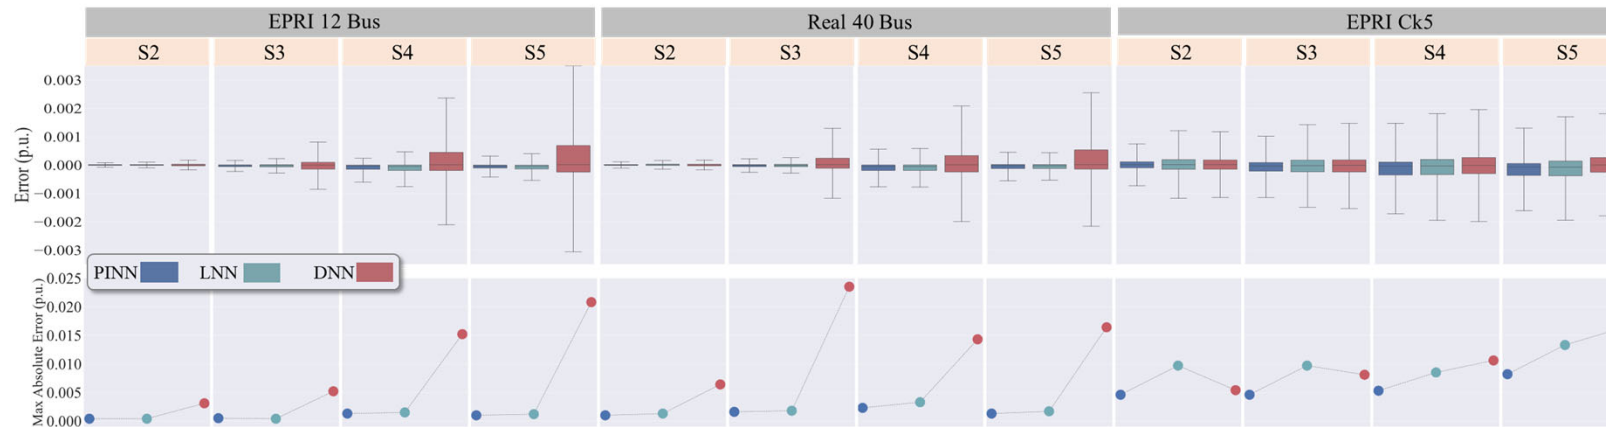 EPRI 12 Bus Real 40 Bus EPRI Ck5
S2 S3 S4 S5 S2 S3 S4 S5 S2 S3 S4 S5
Error (p.u.)
0.003
0.002
0.001
0.000
−0.001
−0.002
−0.003
PINN LNN DNN
Max Absolute Error (p.u.)
0.025
0.020
0.015
0.010
0.005
0.000